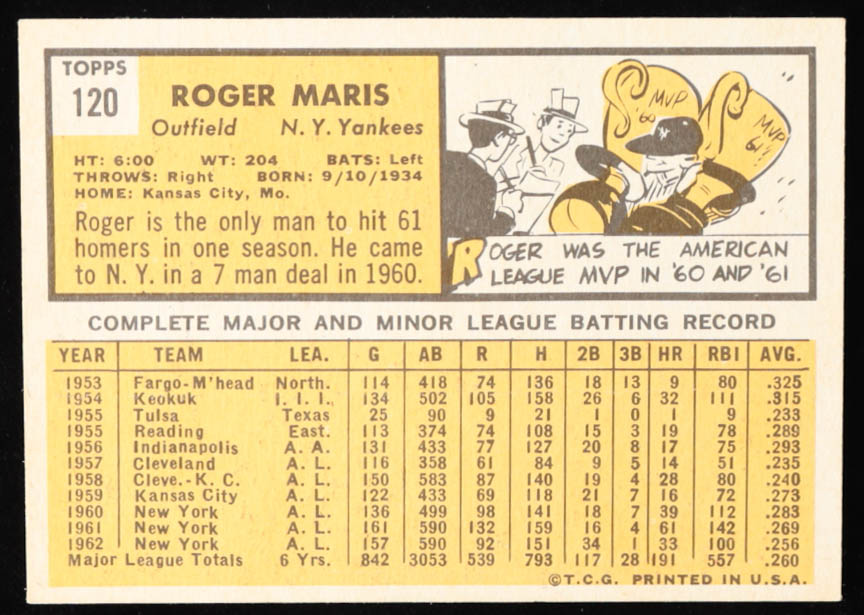 TOPPS
120
ROGER MARIS
Outfield N. Y. Yankees
HT: 6:00 WT: 204 BATS: Left
THROWS: Right BORN: 9/10/1934
HOME: Kansas City, Mo.
Roger is the only man to hit 61
homers in one season. He came
to N. Y. in a 7 man deal in 1960.
MVP
'60
MVP
'61
NY
ROGER WAS THE AMERICAN
LEAGUE MVP IN '60 AND '61
COMPLETE MAJOR AND MINOR LEAGUE BATTING RECORD
YEAR TEAM LEA. G AB R H 2B 3B HR RBI AVG.
1953 Fargo-M'head North. 114 418 74 136 18 13 9 80 .325
1954 Keokuk I. I. I. 134 502 105 158 26 6 32 111 .315
1955 Tulsa Texas 25 90 9 21 1 0 1 9 .233
1955 Reading East. 113 374 74 108 15 3 19 78 .289
1956 Indianapolis A. A. 131 433 77 127 20 8 17 75 .293
1957 Cleveland A. L. 116 358 61 84 9 5 14 51 .235
1958 Cleve.-K. C. A. L. 150 583 87 140 19 4 28 80 .240
1959 Kansas City A. L. 122 433 69 118 21 7 16 72 .273
1960 New York A. L. 136 499 98 141 18 7 39 112 .283
1961 New York A. L. 161 590 132 159 16 4 61 142 .269
1962 New York A. L. 157 590 92 151 34 1 33 100 .256
Major League Totals 6 Yrs. 842 3053 539 793 117 28 191 557 .260
©T.C.G. PRINTED IN U.S.A.